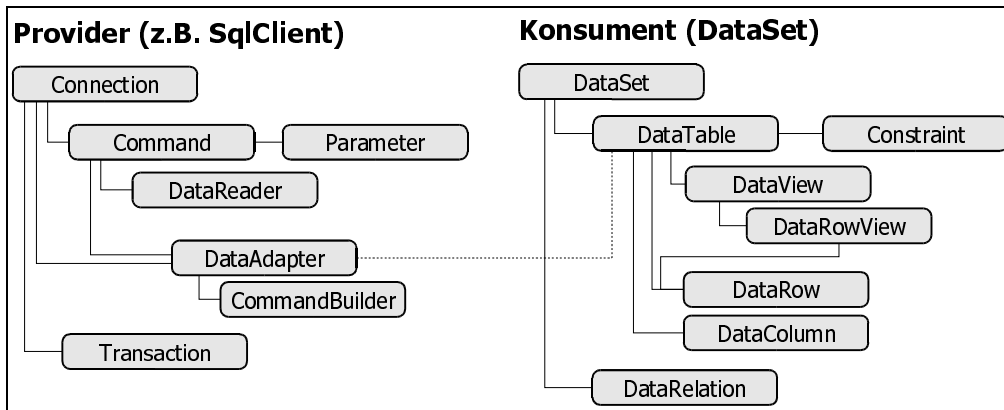 Provider (z.B. SqlClient)
Connection
Command
Parameter
DataReader
DataAdapter
CommandBuilder
Transaction
Konsument (DataSet)
DataSet
DataTable
Constraint
DataView
DataRowView
DataRow
DataColumn
DataRelation